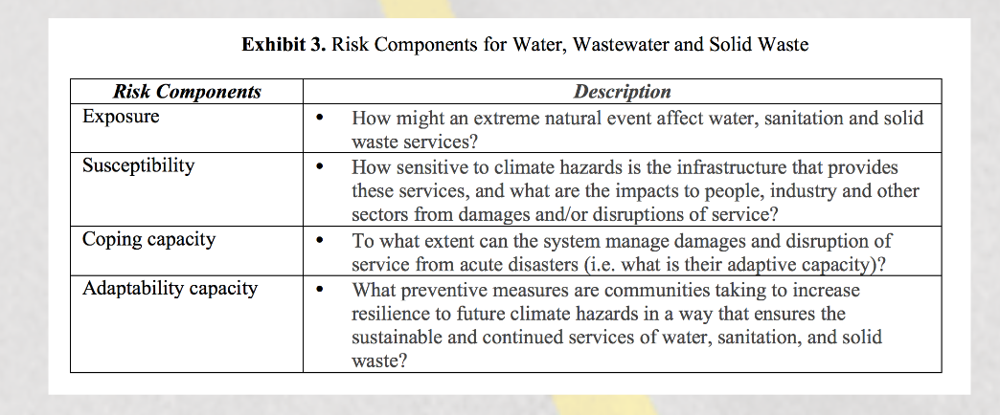 Exhibit 3. Risk Components for Water, Wastewater and Solid Waste
Risk Components
Description
Exposure
• How might an extreme natural event affect water, sanitation and solid
waste services?
Susceptibility
• How sensitive to climate hazards is the infrastructure that provides
these services, and what are the impacts to people, industry and other
sectors from damages and/or disruptions of service?
Coping capacity
• To what extent can the system manage damages and disruption of
service from acute disasters (i.e. what is their adaptive capacity)?
Adaptability capacity
• What preventive measures are communities taking to increase
resilience to future climate hazards in a way that ensures the
sustainable and continued services of water, sanitation, and solid
waste?